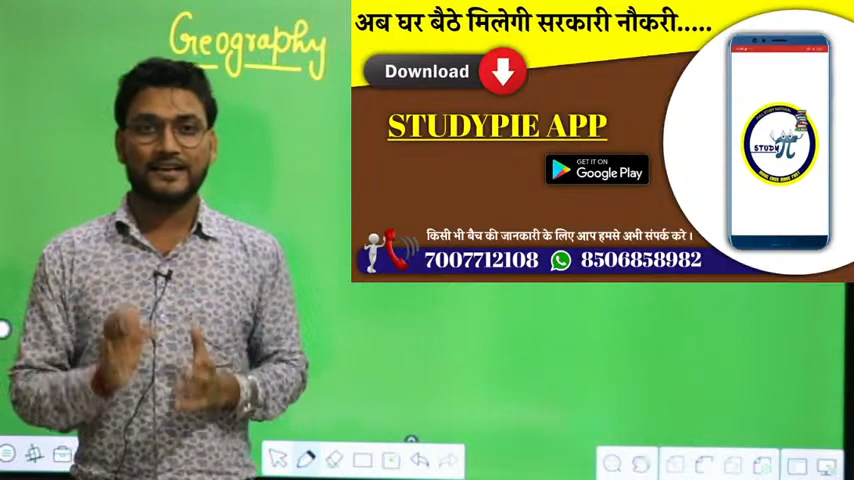 Geography
अब घर बैठे मिलेगी सरकारी नौकरी.....
Download
STUDYPIE APP
GET IT ON
Google Play
STUDY
किसी भी बैच की जानकारी के लिए आप हमसे अभी संपर्क करे ।
7007712108 8506858982